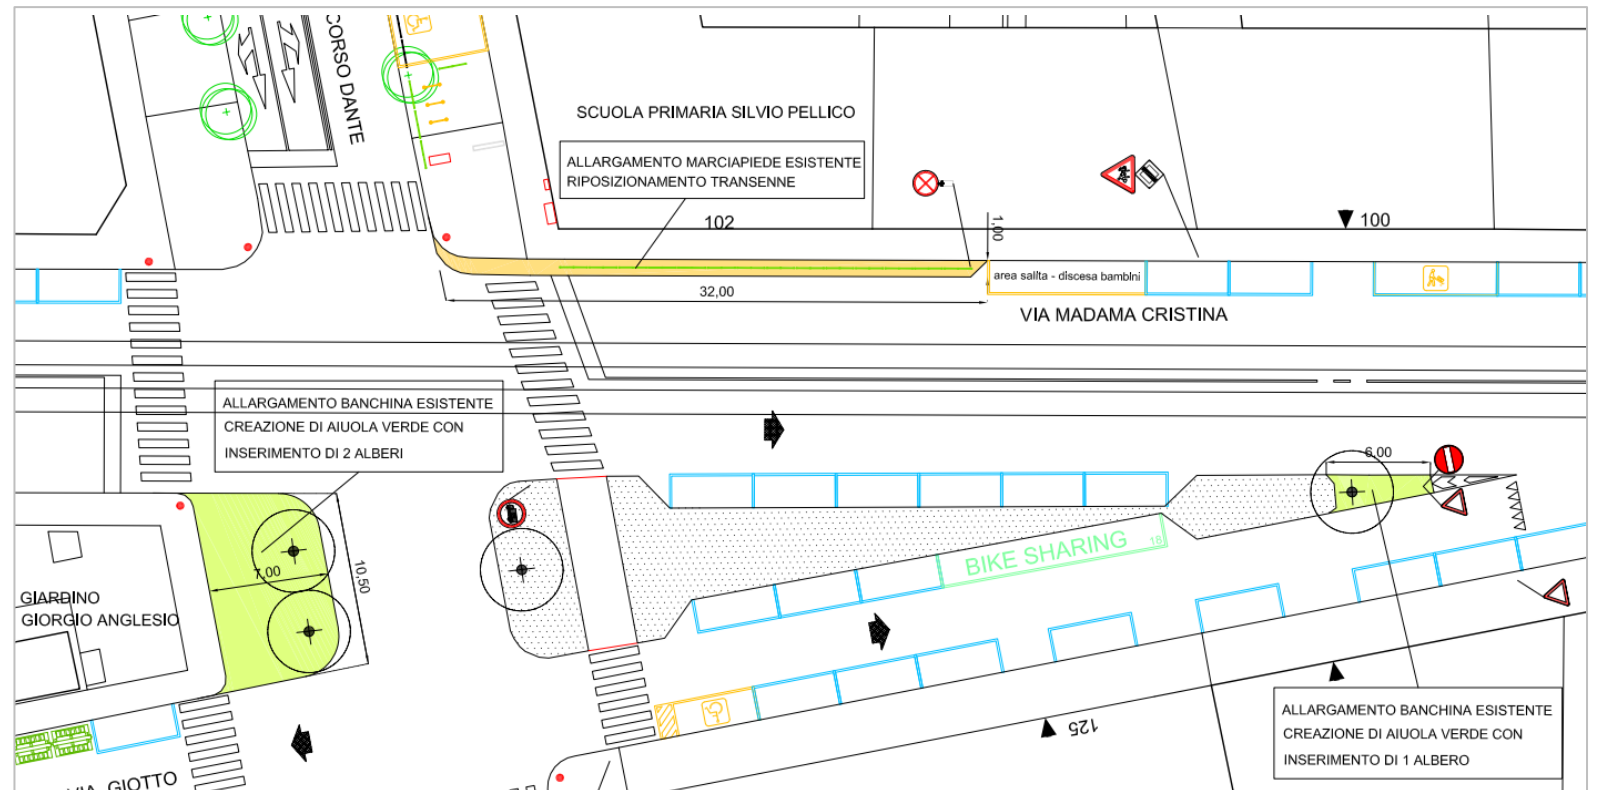 CORSO DANTE
SCUOLA PRIMARIA SILVIO PELLICO
ALLARGAMENTO MARCIAPIEDE ESISTENTE
RIPOSIZIONAMENTO TRANSENNE
102
1,00
100
area salita - discesa bambini
32,00
VIA MADAMA CRISTINA
ALLARGAMENTO BANCHINA ESISTENTE
CREAZIONE DI AIUOLA VERDE CON
INSERIMENTO DI 2 ALBERI
6,00
BIKE SHARING
18
7,00
10,50
GIARDINO
GIORGIO ANGLESIO
125
ALLARGAMENTO BANCHINA ESISTENTE
CREAZIONE DI AIUOLA VERDE CON
INSERIMENTO DI 1 ALBERO
VIA GIOTTO